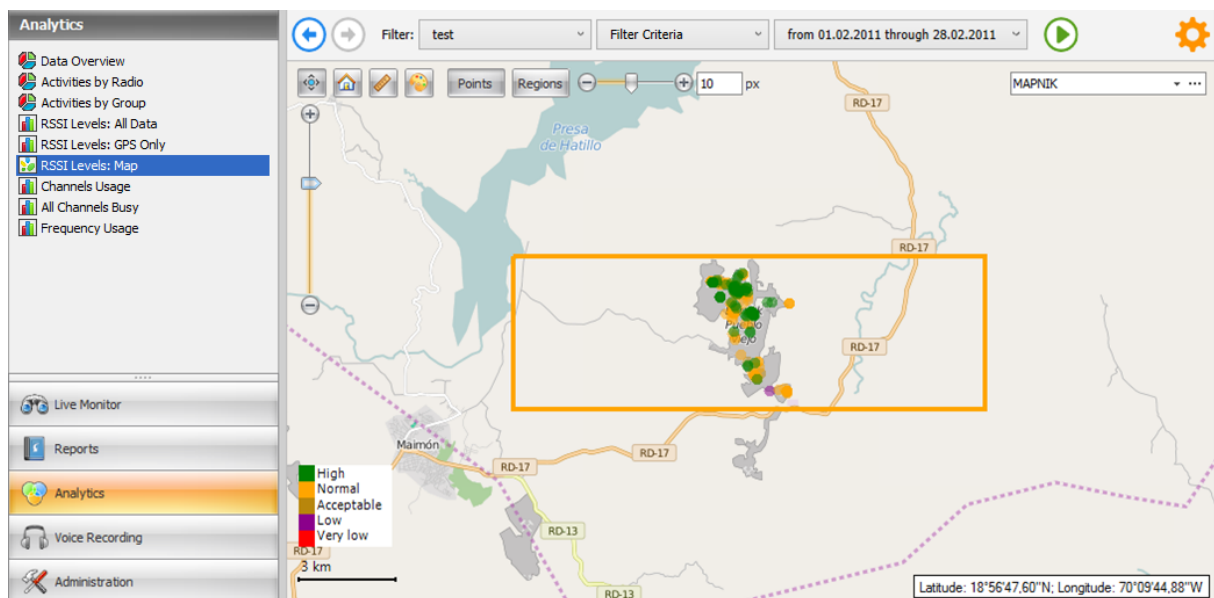 Analytics
Data Overview
Activities by Radio
Activities by Group
RSSI Levels: All Data
RSSI Levels: GPS Only
RSSI Levels: Map
Channels Usage
All Channels Busy
Frequency Usage
Live Monitor
Reports
Analytics
Voice Recording
Administration
Filter: test Filter Criteria from 01.02.2011 through 28.02.2011
Points Regions 10 px MAPNIK
RD-17
Presa
de Hatillo
RD-17
Pueblo
Viejo
RD-17
Maimón
RD-17
RD-17
High
Normal
Acceptable
Low
Very low
RD-13
RD-17
3 km
RD-13
Latitude: 18°56'47,60"N; Longitude: 70°09'44,88"W